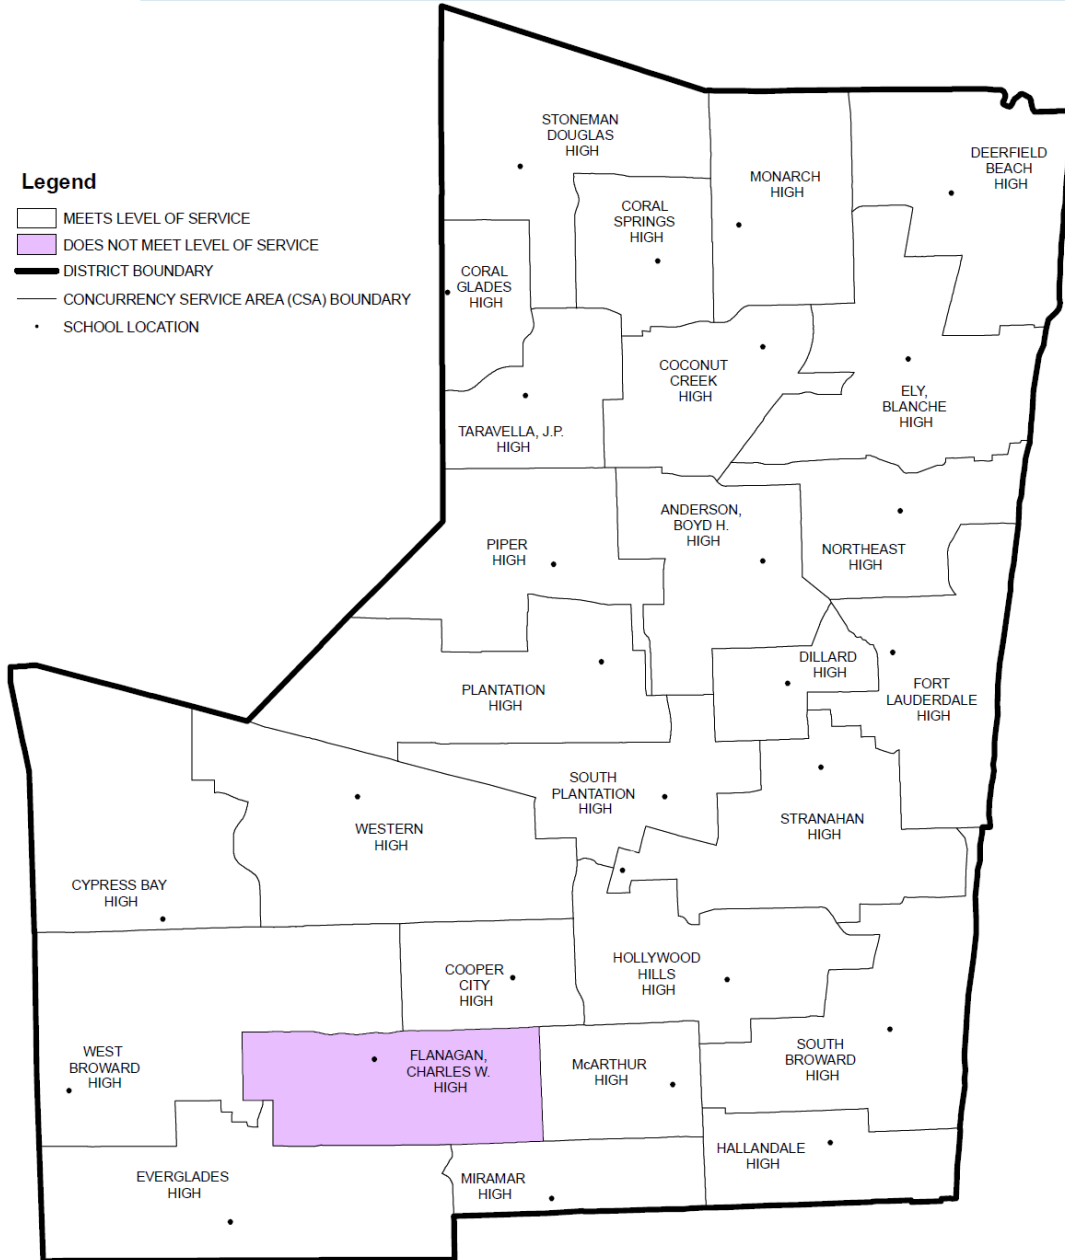 Legend
MEETS LEVEL OF SERVICE
DOES NOT MEET LEVEL OF SERVICE
DISTRICT BOUNDARY
CONCURRENCY SERVICE AREA (CSA) BOUNDARY
SCHOOL LOCATION
STONEMAN
DOUGLAS
HIGH
DEERFIELD
BEACH
HIGH
MONARCH
HIGH
CORAL
SPRINGS
HIGH
CORAL
GLADES
HIGH
COCONUT
CREEK
HIGH
ELY,
BLANCHE
HIGH
TARAVELLA, J.P.
HIGH
ANDERSON,
BOYD H.
HIGH
PIPER
HIGH
NORTHEAST
HIGH
DILLARD
HIGH
PLANTATION
HIGH
FORT
LAUDERDALE
HIGH
SOUTH
PLANTATION
HIGH
STRANAHAN
HIGH
WESTERN
HIGH
CYPRESS BAY
HIGH
HOLLYWOOD
HILLS
HIGH
COOPER
CITY
HIGH
WEST
BROWARD
HIGH
FLANAGAN,
CHARLES W.
HIGH
McARTHUR
HIGH
SOUTH
BROWARD
HIGH
HALLANDALE
HIGH
EVERGLADES
HIGH
MIRAMAR
HIGH